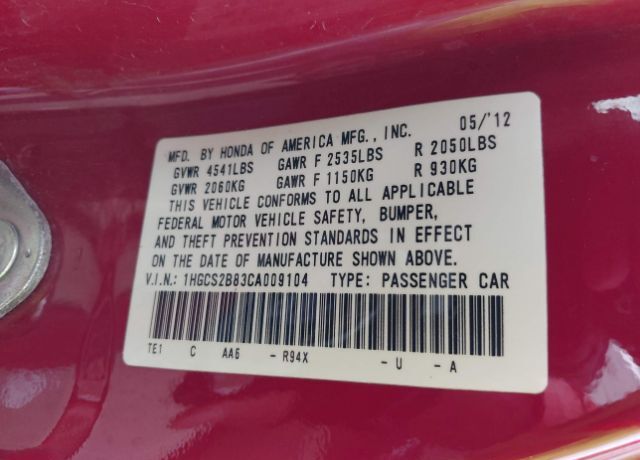 MFD. BY HONDA OF AMERICA MFG., INC. 05/'12
GVWR 4541LBS GAWR F 2535LBS R 2050LBS
GVWR 2060KG GAWR F 1150KG R 930KG
THIS VEHICLE CONFORMS TO ALL APPLICABLE
FEDERAL MOTOR VEHICLE SAFETY, BUMPER,
AND THEFT PREVENTION STANDARDS IN EFFECT
ON THE DATE OF MANUFACTURE SHOWN ABOVE.
V.I.N.: 1HGCS2B83CA009104 TYPE: PASSENGER CAR
TE1 C AA6 - R94X - U - A